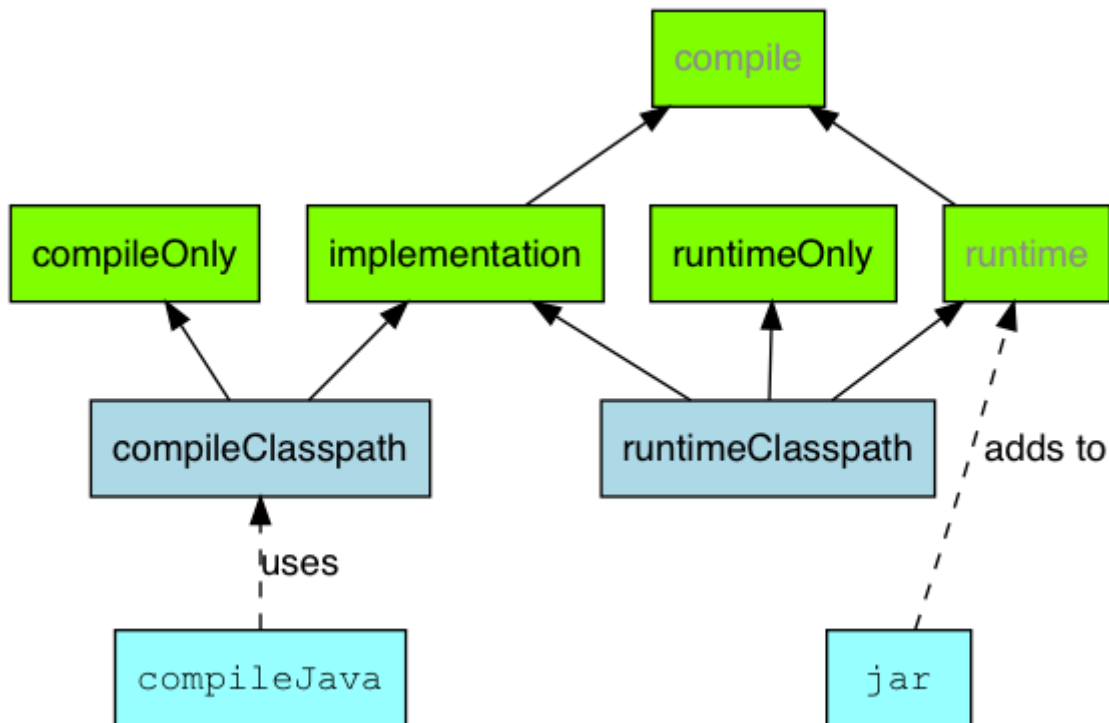 compile
compileOnly
implementation
runtimeOnly
runtime
compileClasspath
runtimeClasspath
adds to
uses
compileJava
jar